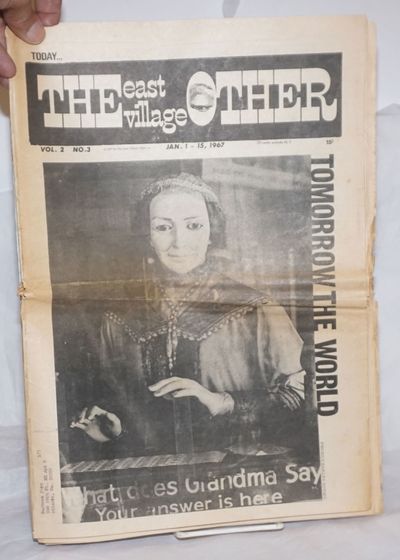 TODAY...
THE east village OTHER
VOL. 2 NO.3 JAN. 1 - 15, 1967 15¢
TOMORROW THE WORLD
What does Grandma Say
Your answer is here